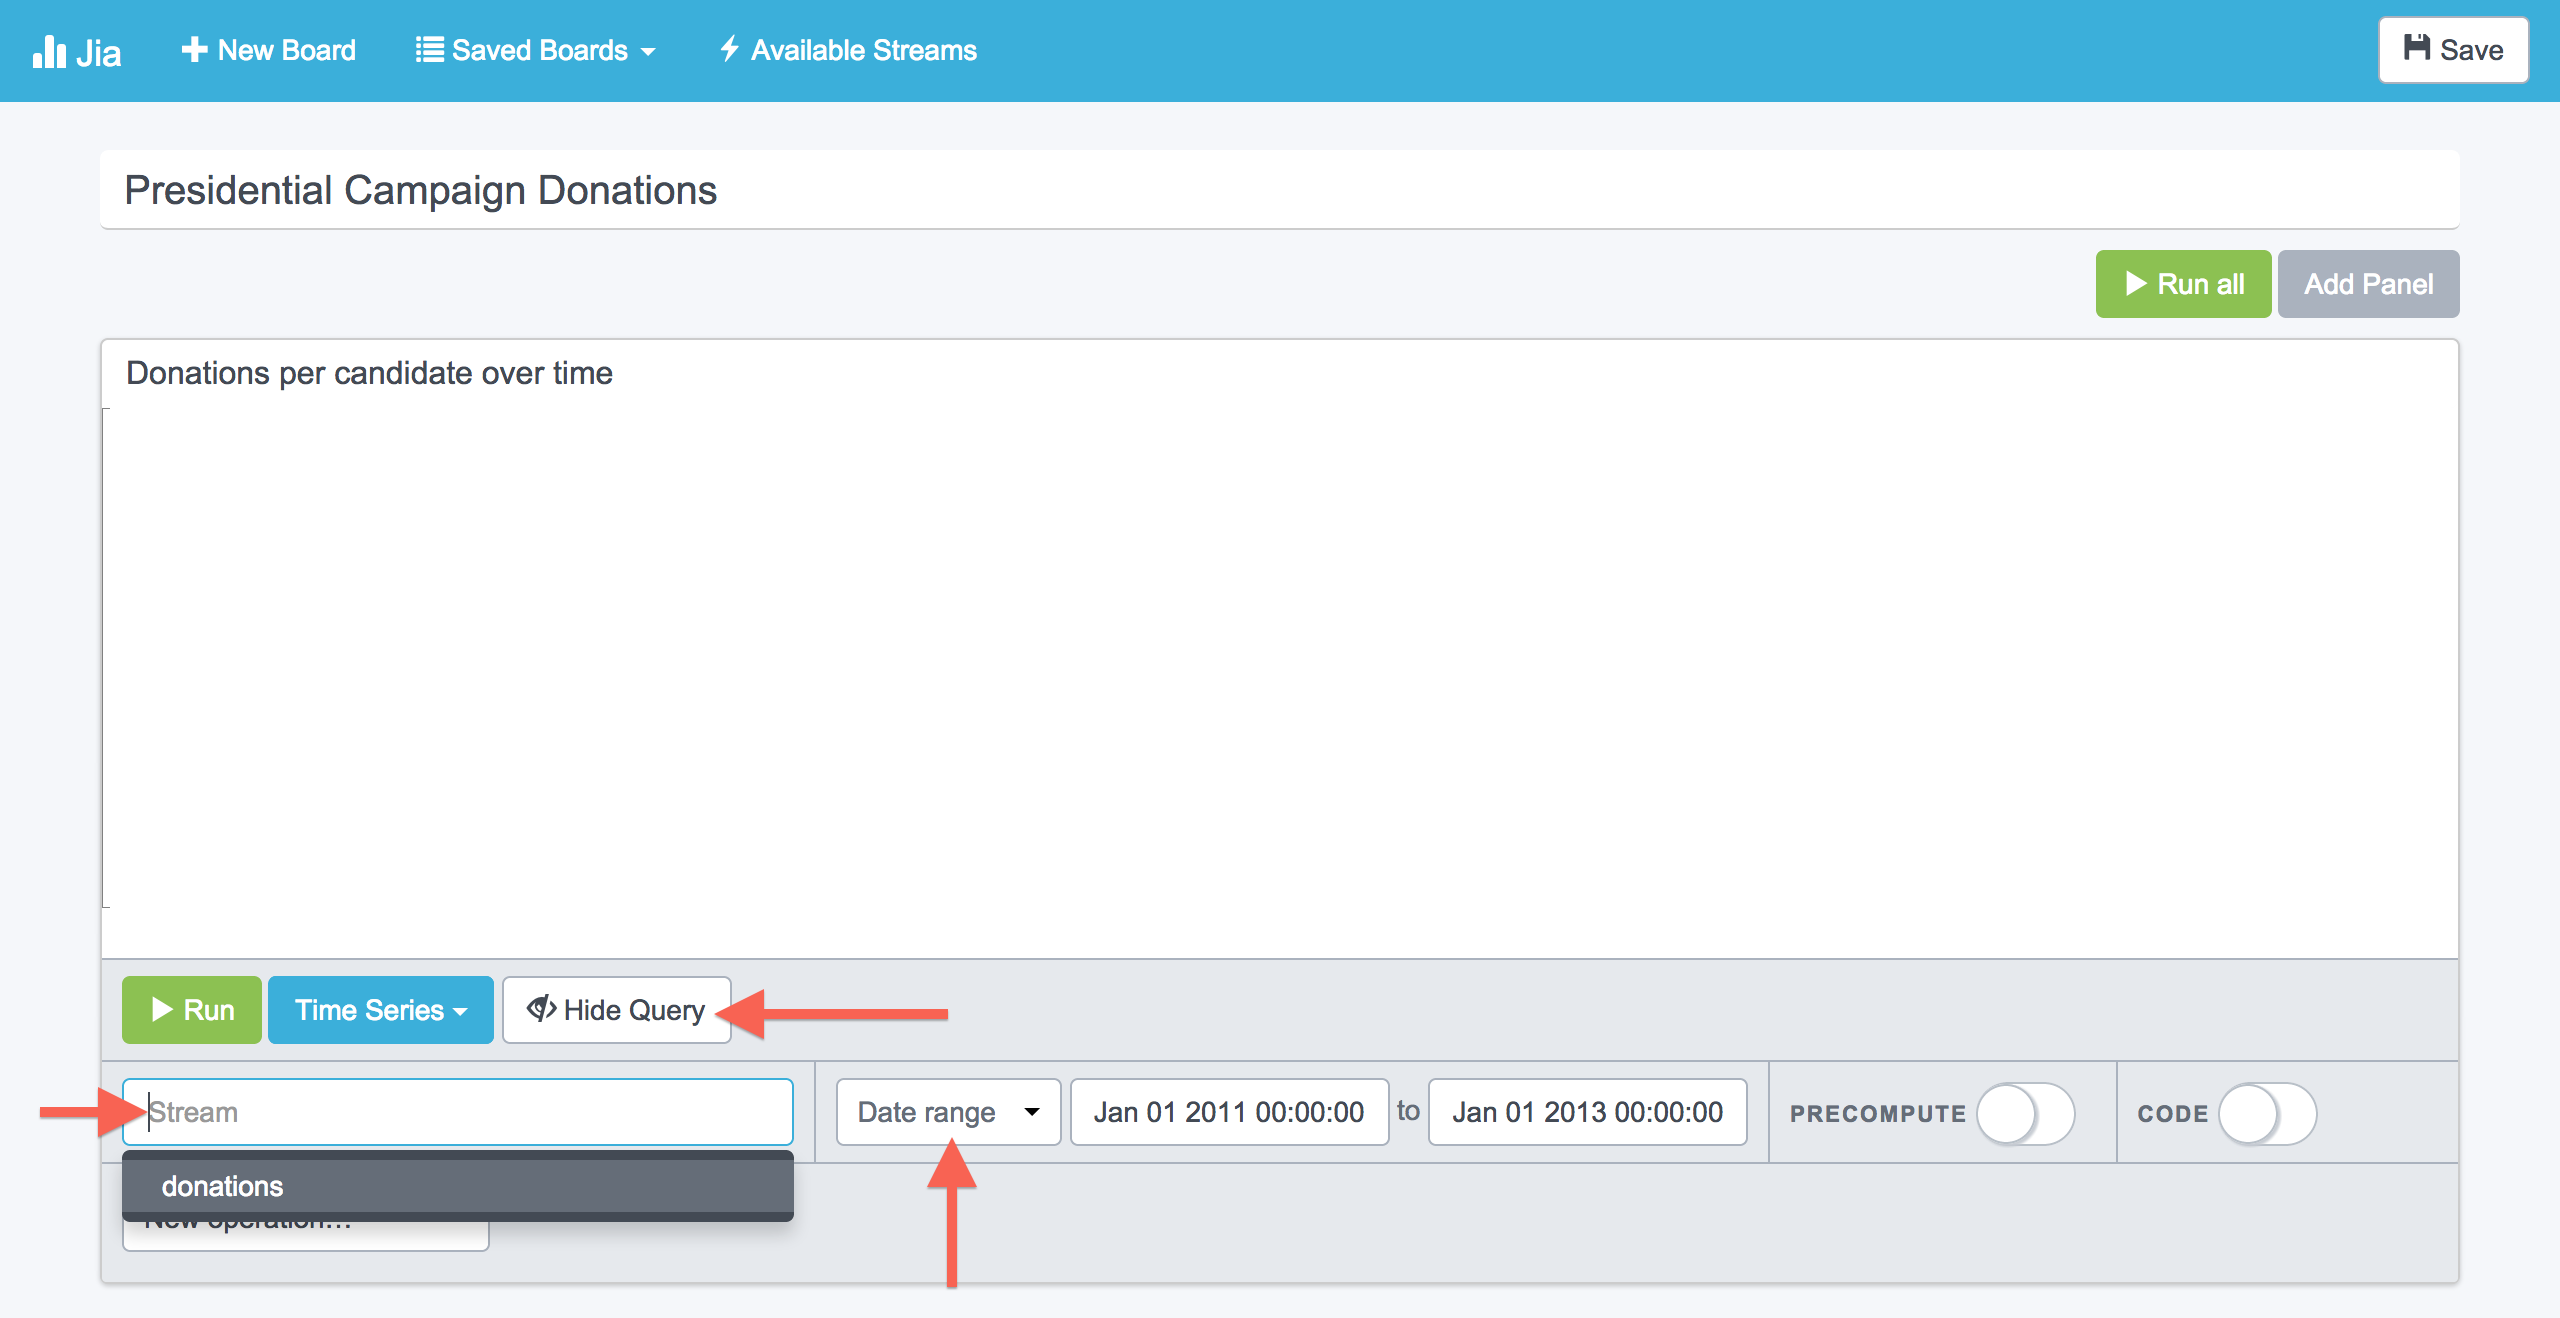 Jia New Board Saved Boards Available Streams Save
Presidential Campaign Donations
Run all Add Panel
Donations per candidate over time
Run Time Series Hide Query
Stream Date range Jan 01 2011 00:00:00 to Jan 01 2013 00:00:00 PRECOMPUTE CODE
donations
New operation...